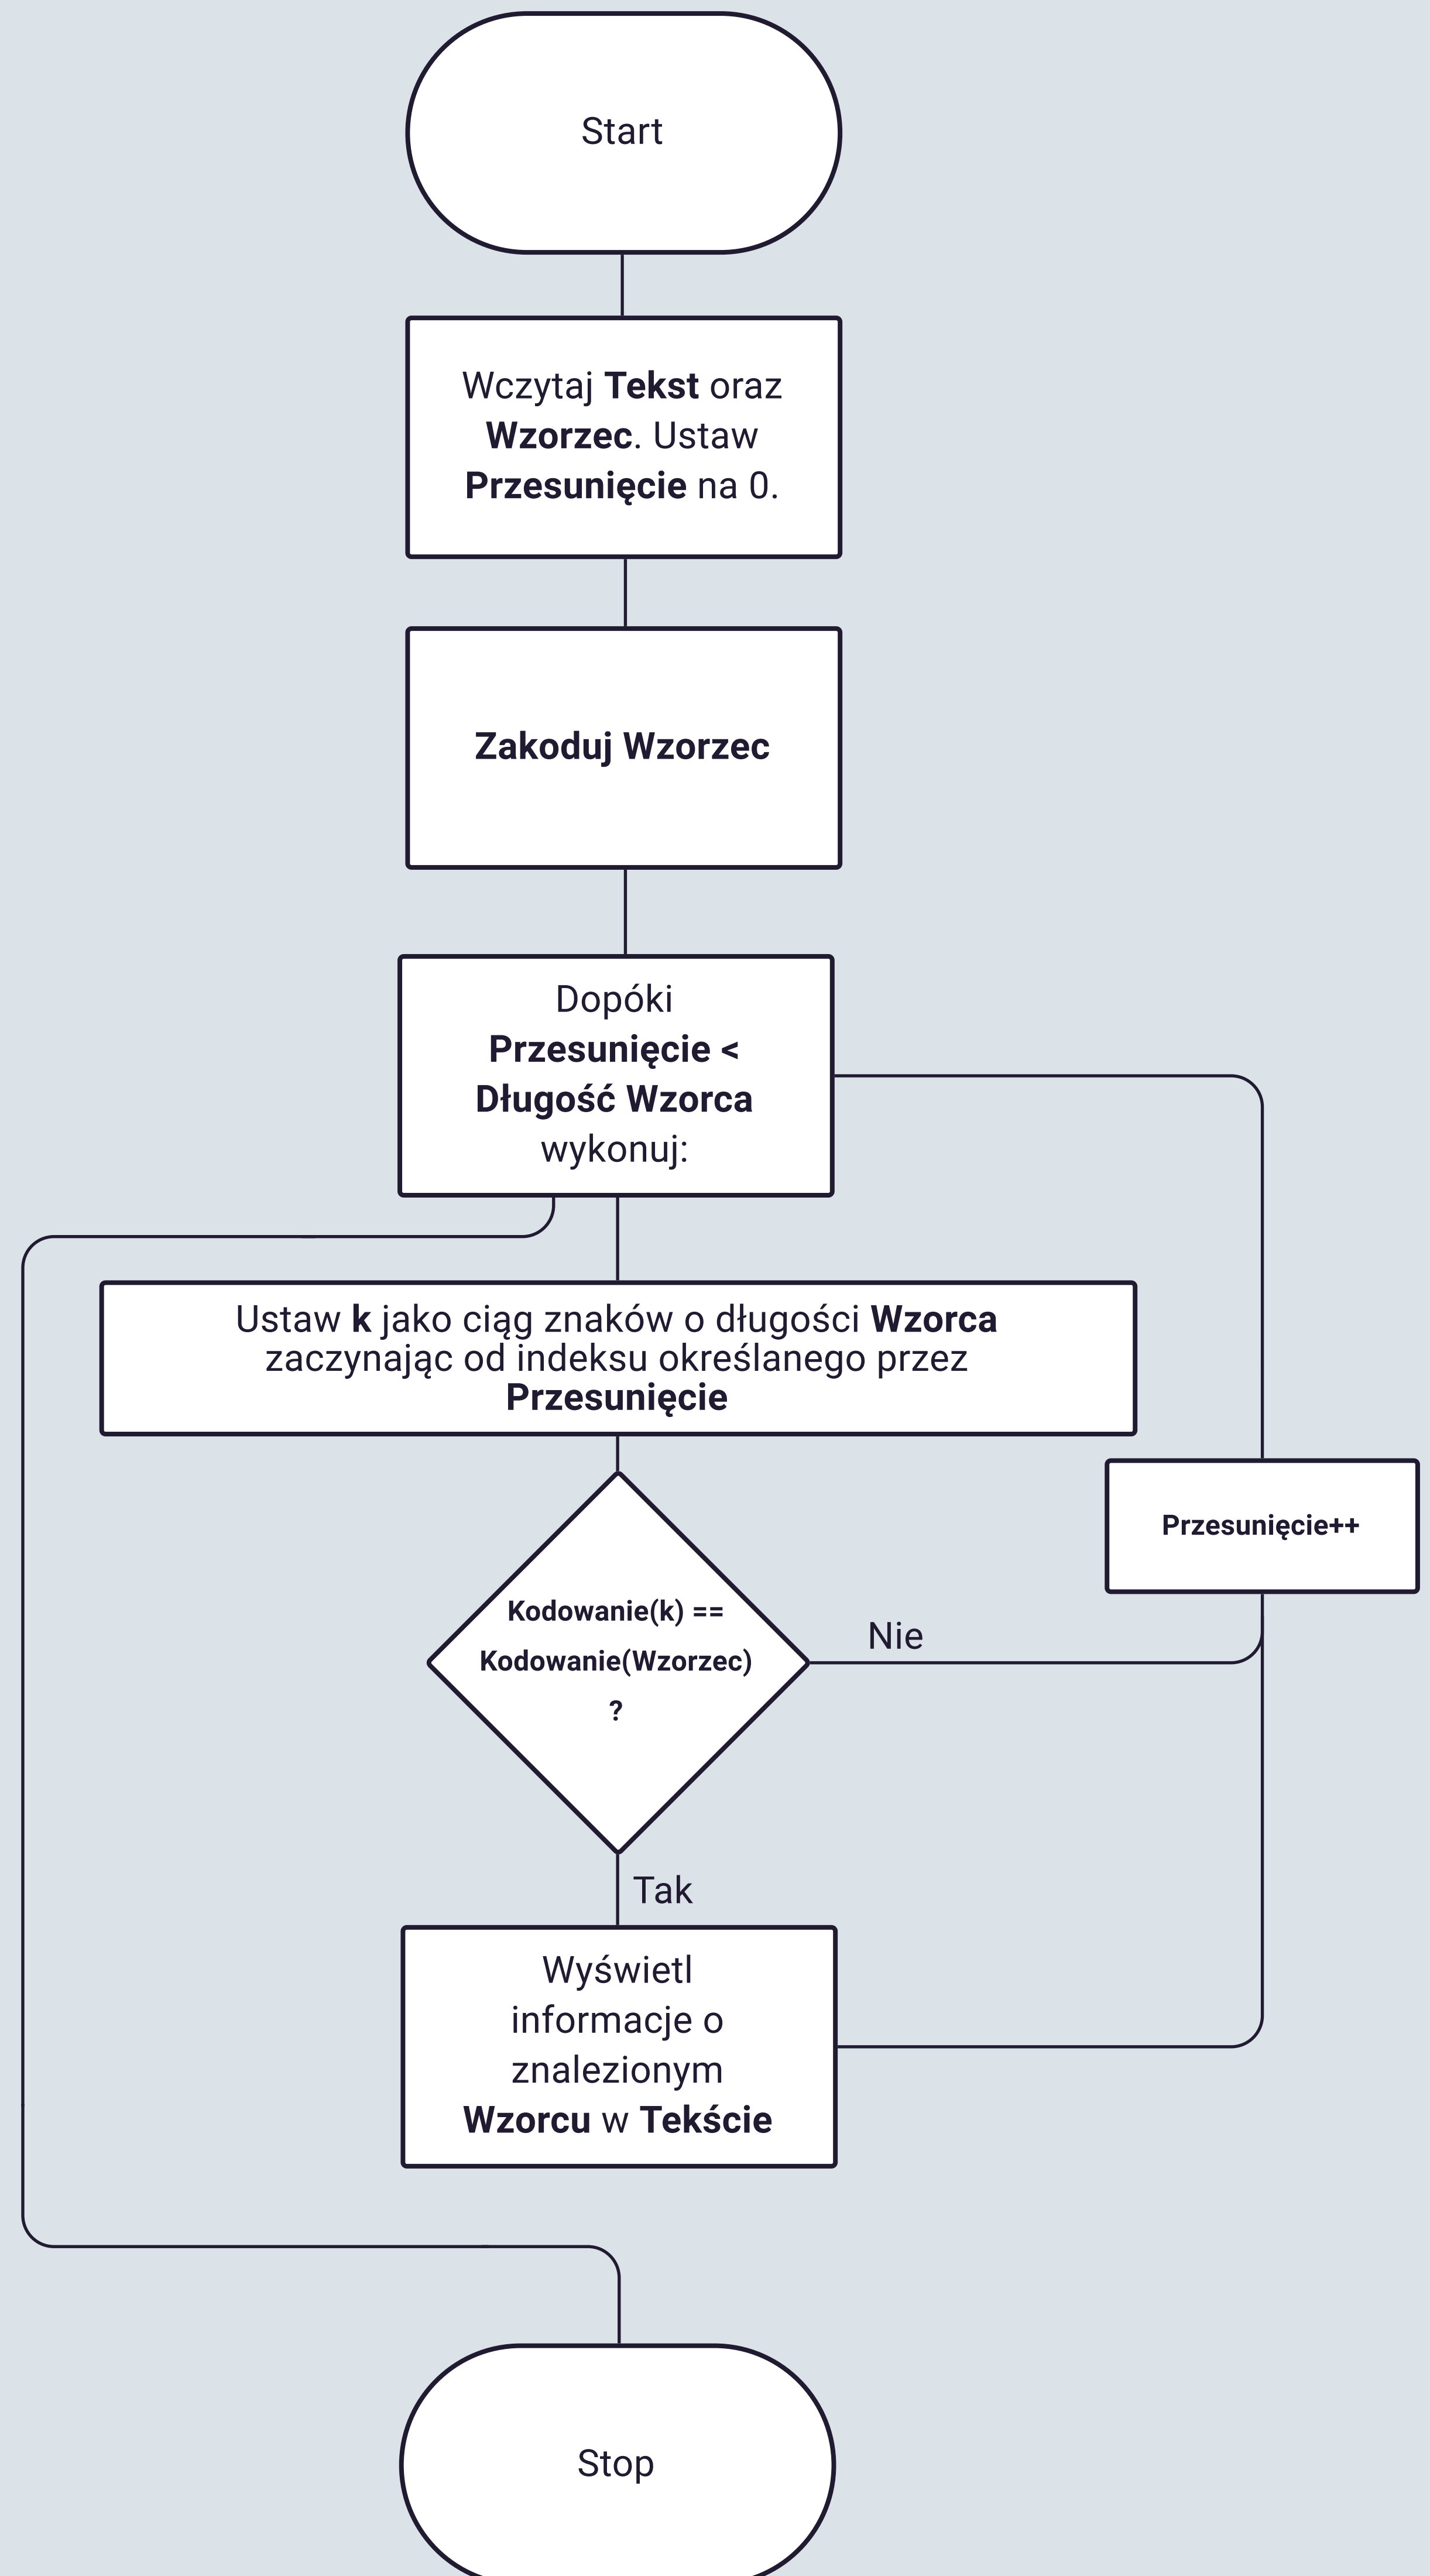 Start
Wczytaj Tekst oraz
Wzorzec. Ustaw
Przesunięcie na 0.
Zakoduj Wzorzec
Dopóki
Przesunięcie <
Długość Wzorca
wykonuj:
Ustaw k jako ciąg znaków o długości Wzorca
zaczynając od indeksu określanego przez
Przesunięcie
Przesunięcie++
Kodowanie(k) ==
Kodowanie(Wzorzec)
?
Nie
Tak
Wyświetl
informacje o
znalezionym
Wzorcu w Tekście
Stop